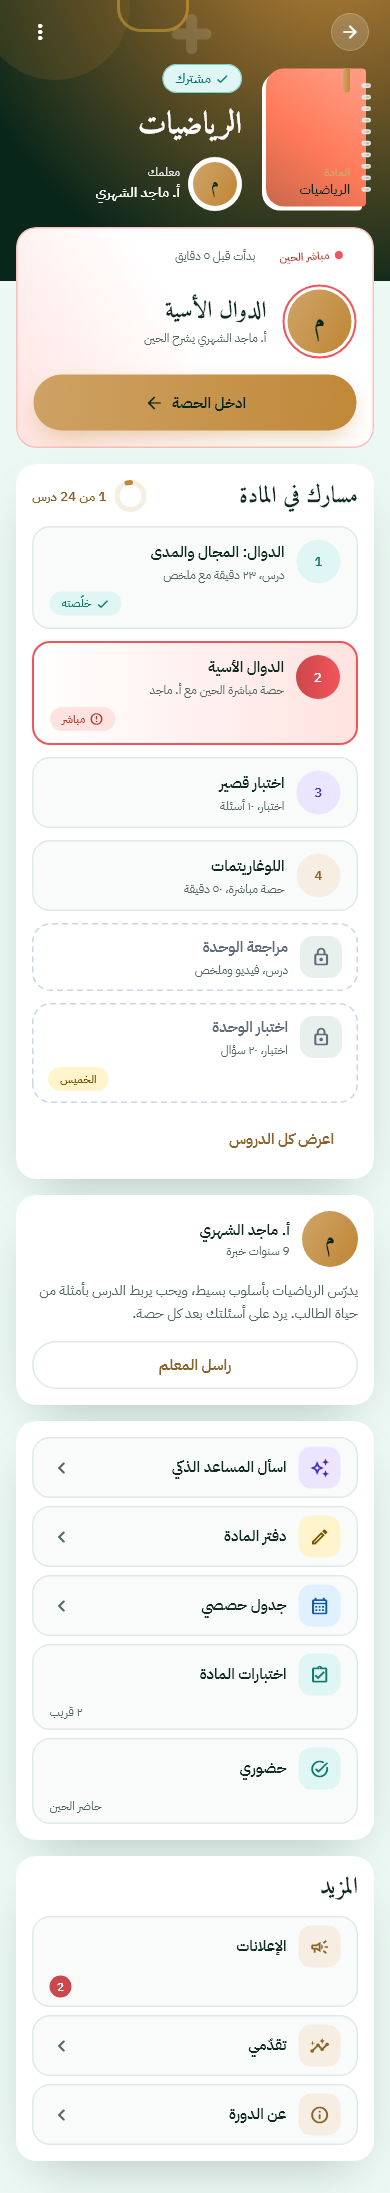 مشترك
الرياضيات
معلمك
أ. ماجد الشهري
م
المادة
الرياضيات
مباشر الحين
بدأت قبل ٥ دقايق
م
الدوال الأسية
أ. ماجد الشهري يشرح الحين
ادخل الحصة
مسارك في المادة
1 من 24 درس
1
الدوال: المجال والمدى
درس، ٢٣ دقيقة مع ملخص
خلّصته
2
الدوال الأسية
حصة مباشرة الحين مع أ. ماجد
مباشر
3
اختبار قصير
اختبار، ١٠ أسئلة
4
اللوغاريتمات
حصة مباشرة، ٥٠ دقيقة
مراجعة الوحدة
درس، فيديو وملخص
اختبار الوحدة
اختبار، ٢٠ سؤال
الخميس
اعرض كل الدروس
م
أ. ماجد الشهري
9 سنوات خبرة
يدرّس الرياضيات بأسلوب بسيط، ويحب يربط الدرس بأمثلة من
حياة الطالب. يرد على أسئلتك بعد كل حصة.
راسل المعلم
اسأل المساعد الذكي
دفتر المادة
جدول حصصي
اختبارات المادة
٢ قريب
حضوري
حاضر الحين
المزيد
الإعلانات
2
تقدّمي
عن الدورة